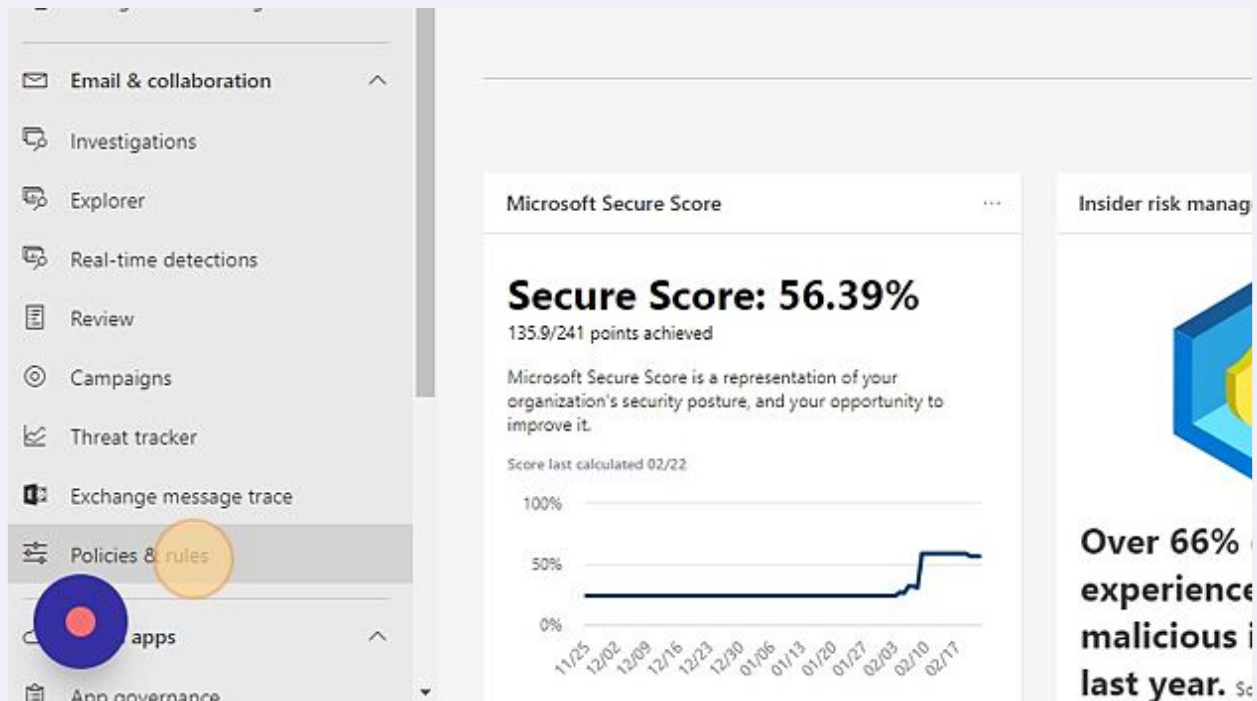 Email & collaboration
Investigations
Explorer
Real-time detections
Review
Campaigns
Threat tracker
Exchange message trace
Policies & rules
apps
App governance
Microsoft Secure Score
Secure Score: 56.39%
135.9/241 points achieved
Microsoft Secure Score is a representation of your
organization's security posture, and your opportunity to
improve it.
Score last calculated 02/22
100%
50%
0%
11/25 12/02 12/09 12/16 12/23 12/30 01/06 01/13 01/20 01/27 02/03 02/10 02/17
Insider risk manag
Over 66%
experience
malicious i
last year.